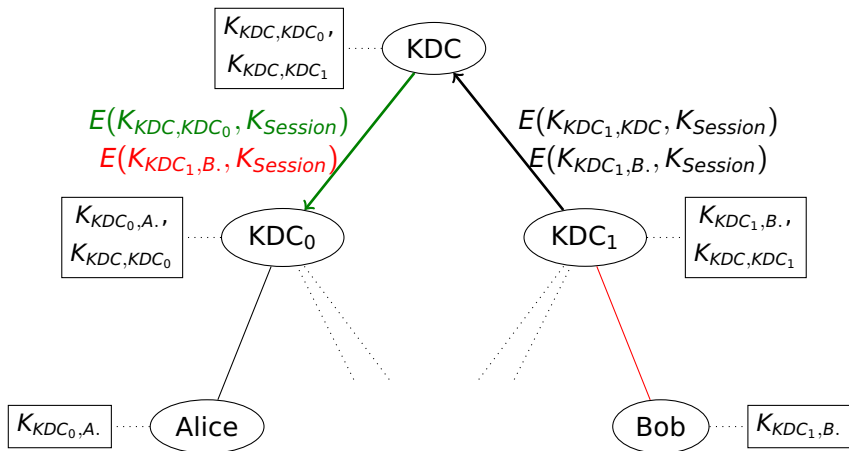 K_{KDC,KDC_0},
K_{KDC,KDC_1}
KDC
E(K_{KDC,KDC_0}, K_{Session})
E(K_{KDC_1,B.}, K_{Session})
E(K_{KDC_1,KDC}, K_{Session})
E(K_{KDC_1,B.}, K_{Session})
K_{KDC_0,A.},
K_{KDC,KDC_0}
KDC_0
KDC_1
K_{KDC_1,B.},
K_{KDC,KDC_1}
K_{KDC_0,A.}
Alice
Bob
K_{KDC_1,B.}